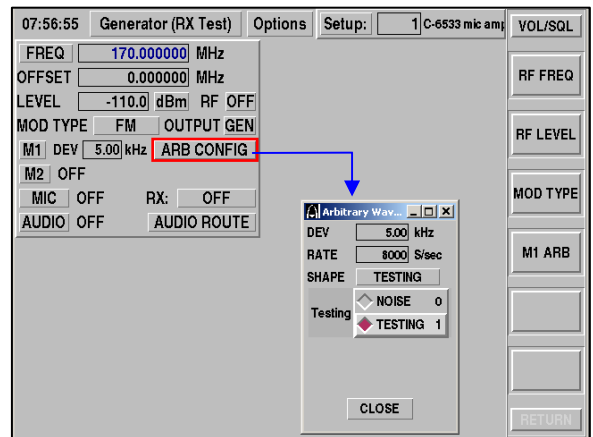 07:56:55 Generator (RX Test) Options Setup: 1 C-6533 mic amp
VOL/SQL
FREQ 170.000000 MHz
OFFSET 0.000000 MHz
RF FREQ
LEVEL -110.0 dBm RF OFF
MOD TYPE FM OUTPUT GEN
RF LEVEL
M1 DEV 5.00 kHz ARB CONFIG
M2 OFF
MIC OFF RX: OFF
MOD TYPE
AUDIO OFF AUDIO ROUTE
Arbitrary Wav...
DEV 5.00 kHz
RATE 8000 S/sec
M1 ARB
SHAPE TESTING
Testing
NOISE 0
TESTING 1
CLOSE
RETURN